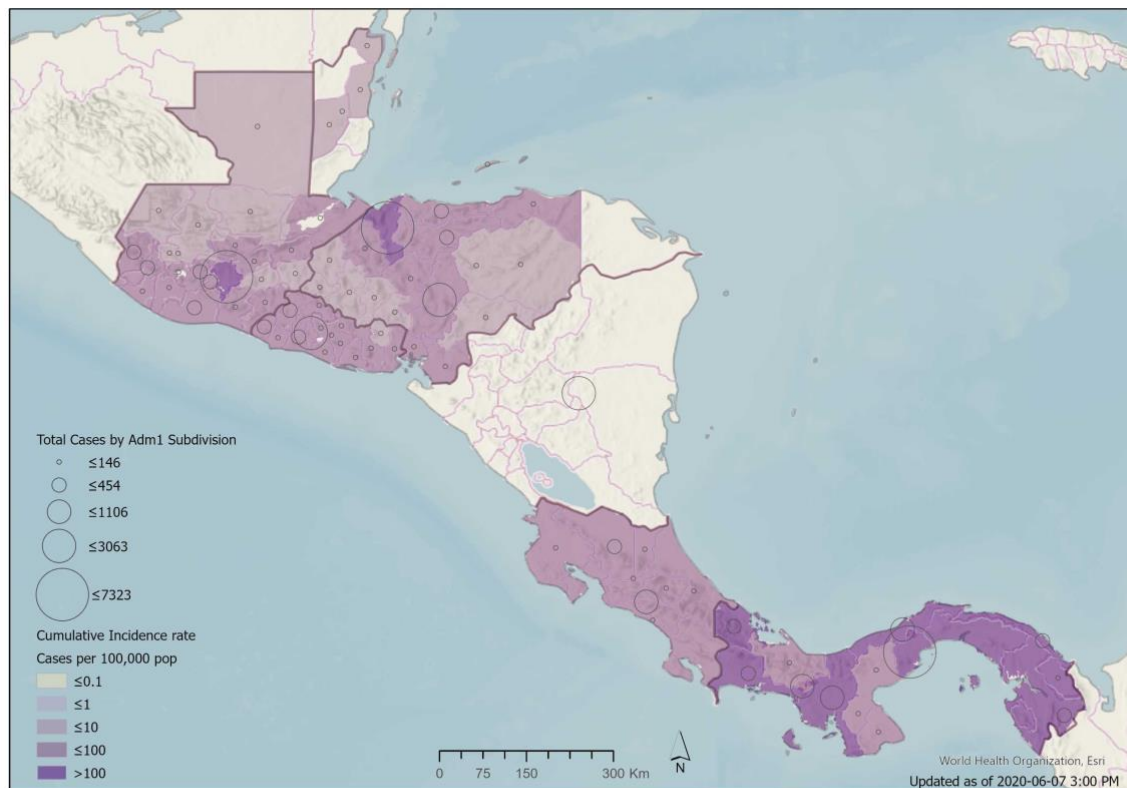 Total Cases by Adm1 Subdivision
≤146
≤454
≤1106
≤3063
≤7323
Cumulative Incidence rate
Cases per 100,000 pop
≤0.1
≤1
≤10
≤100
>100
0 75 150 300 Km
N
World Health Organization, Esri
Updated as of 2020-06-07 3:00 PM